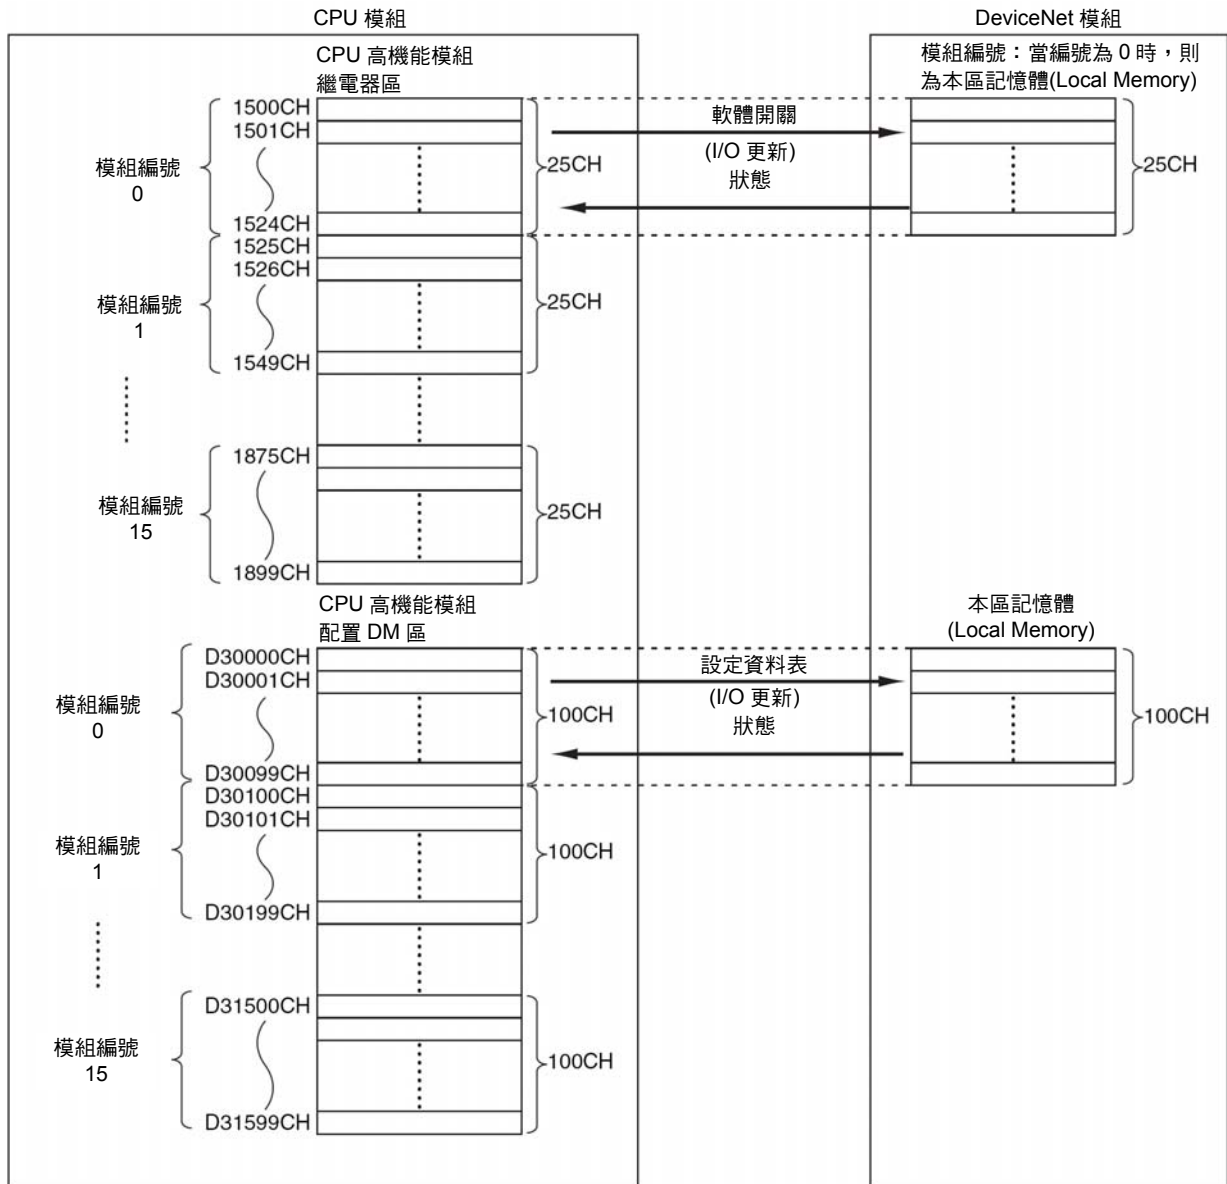 CPU 模組
DeviceNet 模組
CPU 高機能模組
繼電器區
模組編號：當編號為 0 時，則
為本區記憶體(Local Memory)
1500CH
1501CH
模組編號
0
1524CH
25CH
軟體開關
(I/O 更新)
狀態
25CH
1525CH
1526CH
模組編號
1
1549CH
25CH
1875CH
模組編號
15
1899CH
25CH
CPU 高機能模組
配置 DM 區
本區記憶體
(Local Memory)
D30000CH
D30001CH
模組編號
0
D30099CH
100CH
設定資料表
(I/O 更新)
狀態
100CH
D30100CH
D30101CH
模組編號
1
D30199CH
100CH
D31500CH
模組編號
15
D31599CH
100CH